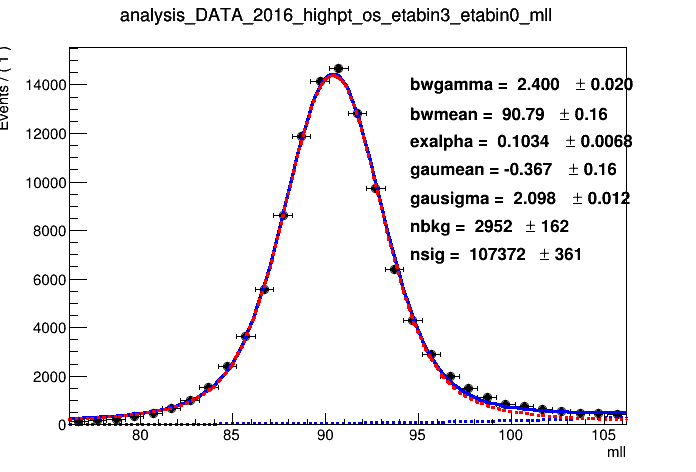 analysis_DATA_2016_highpt_os_etabin3_etabin0_mll
Events / ( 1 )
14000
12000
10000
8000
6000
4000
2000
0
bwgamma = 2.400 ± 0.020
bwmean = 90.79 ± 0.16
exalpha = 0.1034 ± 0.0068
gaumean = -0.367 ± 0.16
gausigma = 2.098 ± 0.012
nbkg = 2952 ± 162
nsig = 107372 ± 361
80 85 90 95 100 105
mll